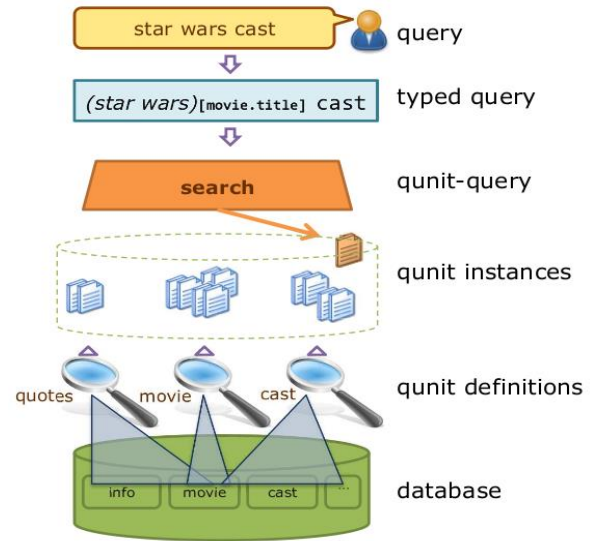 star wars cast
query
(star wars)[movie.title] cast
typed query
search
qunit-query
qunit instances
quotes
movie
cast
qunit definitions
info
movie
cast
...
database